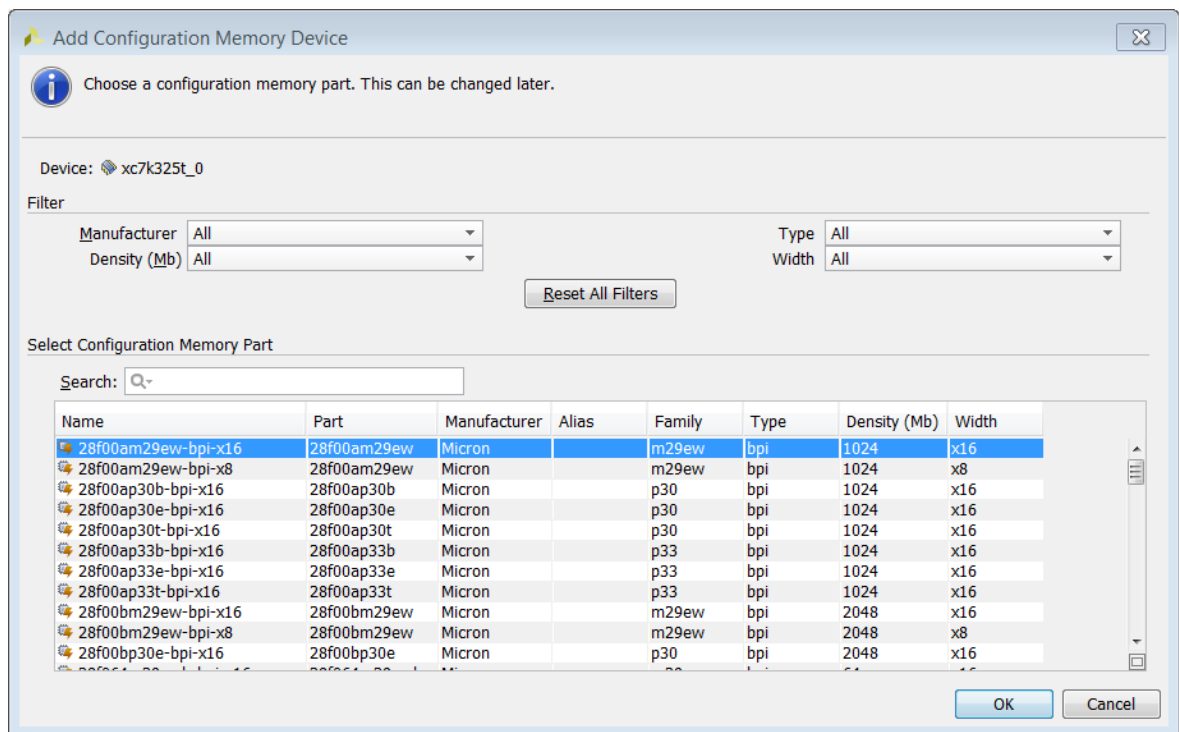 Add Configuration Memory Device
Choose a configuration memory part. This can be changed later.
Device: xc7k325t_0
Filter
Manufacturer All Type All
Density (Mb) All Width All
Reset All Filters
Select Configuration Memory Part
Search:
Name Part Manufacturer Alias Family Type Density (Mb) Width
28f00am29ew-bpi-x16 28f00am29ew Micron m29ew bpi 1024 x16
28f00am29ew-bpi-x8 28f00am29ew Micron m29ew bpi 1024 x8
28f00ap30b-bpi-x16 28f00ap30b Micron p30 bpi 1024 x16
28f00ap30e-bpi-x16 28f00ap30e Micron p30 bpi 1024 x16
28f00ap30t-bpi-x16 28f00ap30t Micron p30 bpi 1024 x16
28f00ap33b-bpi-x16 28f00ap33b Micron p33 bpi 1024 x16
28f00ap33e-bpi-x16 28f00ap33e Micron p33 bpi 1024 x16
28f00ap33t-bpi-x16 28f00ap33t Micron p33 bpi 1024 x16
28f00bm29ew-bpi-x16 28f00bm29ew Micron m29ew bpi 2048 x16
28f00bm29ew-bpi-x8 28f00bm29ew Micron m29ew bpi 2048 x8
28f00bp30e-bpi-x16 28f00bp30e Micron p30 bpi 2048 x16
OK Cancel